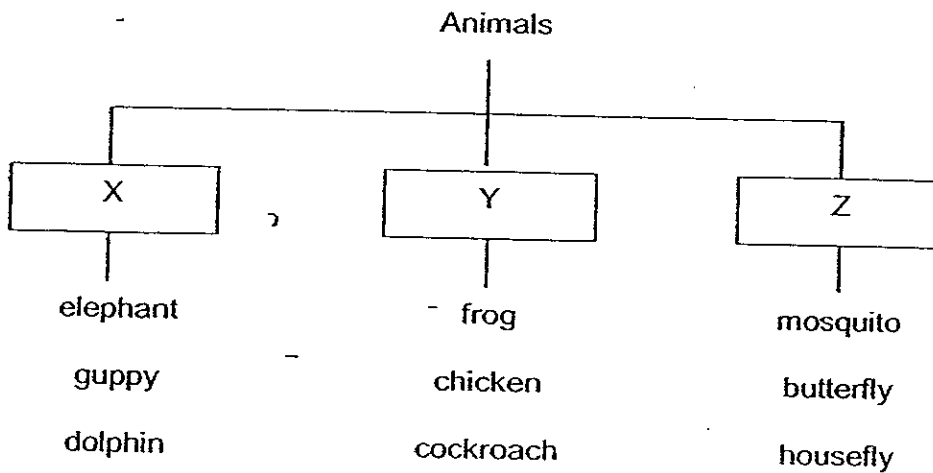 Animals
X Y Z
elephant frog mosquito
guppy chicken butterfly
dolphin cockroach housefly